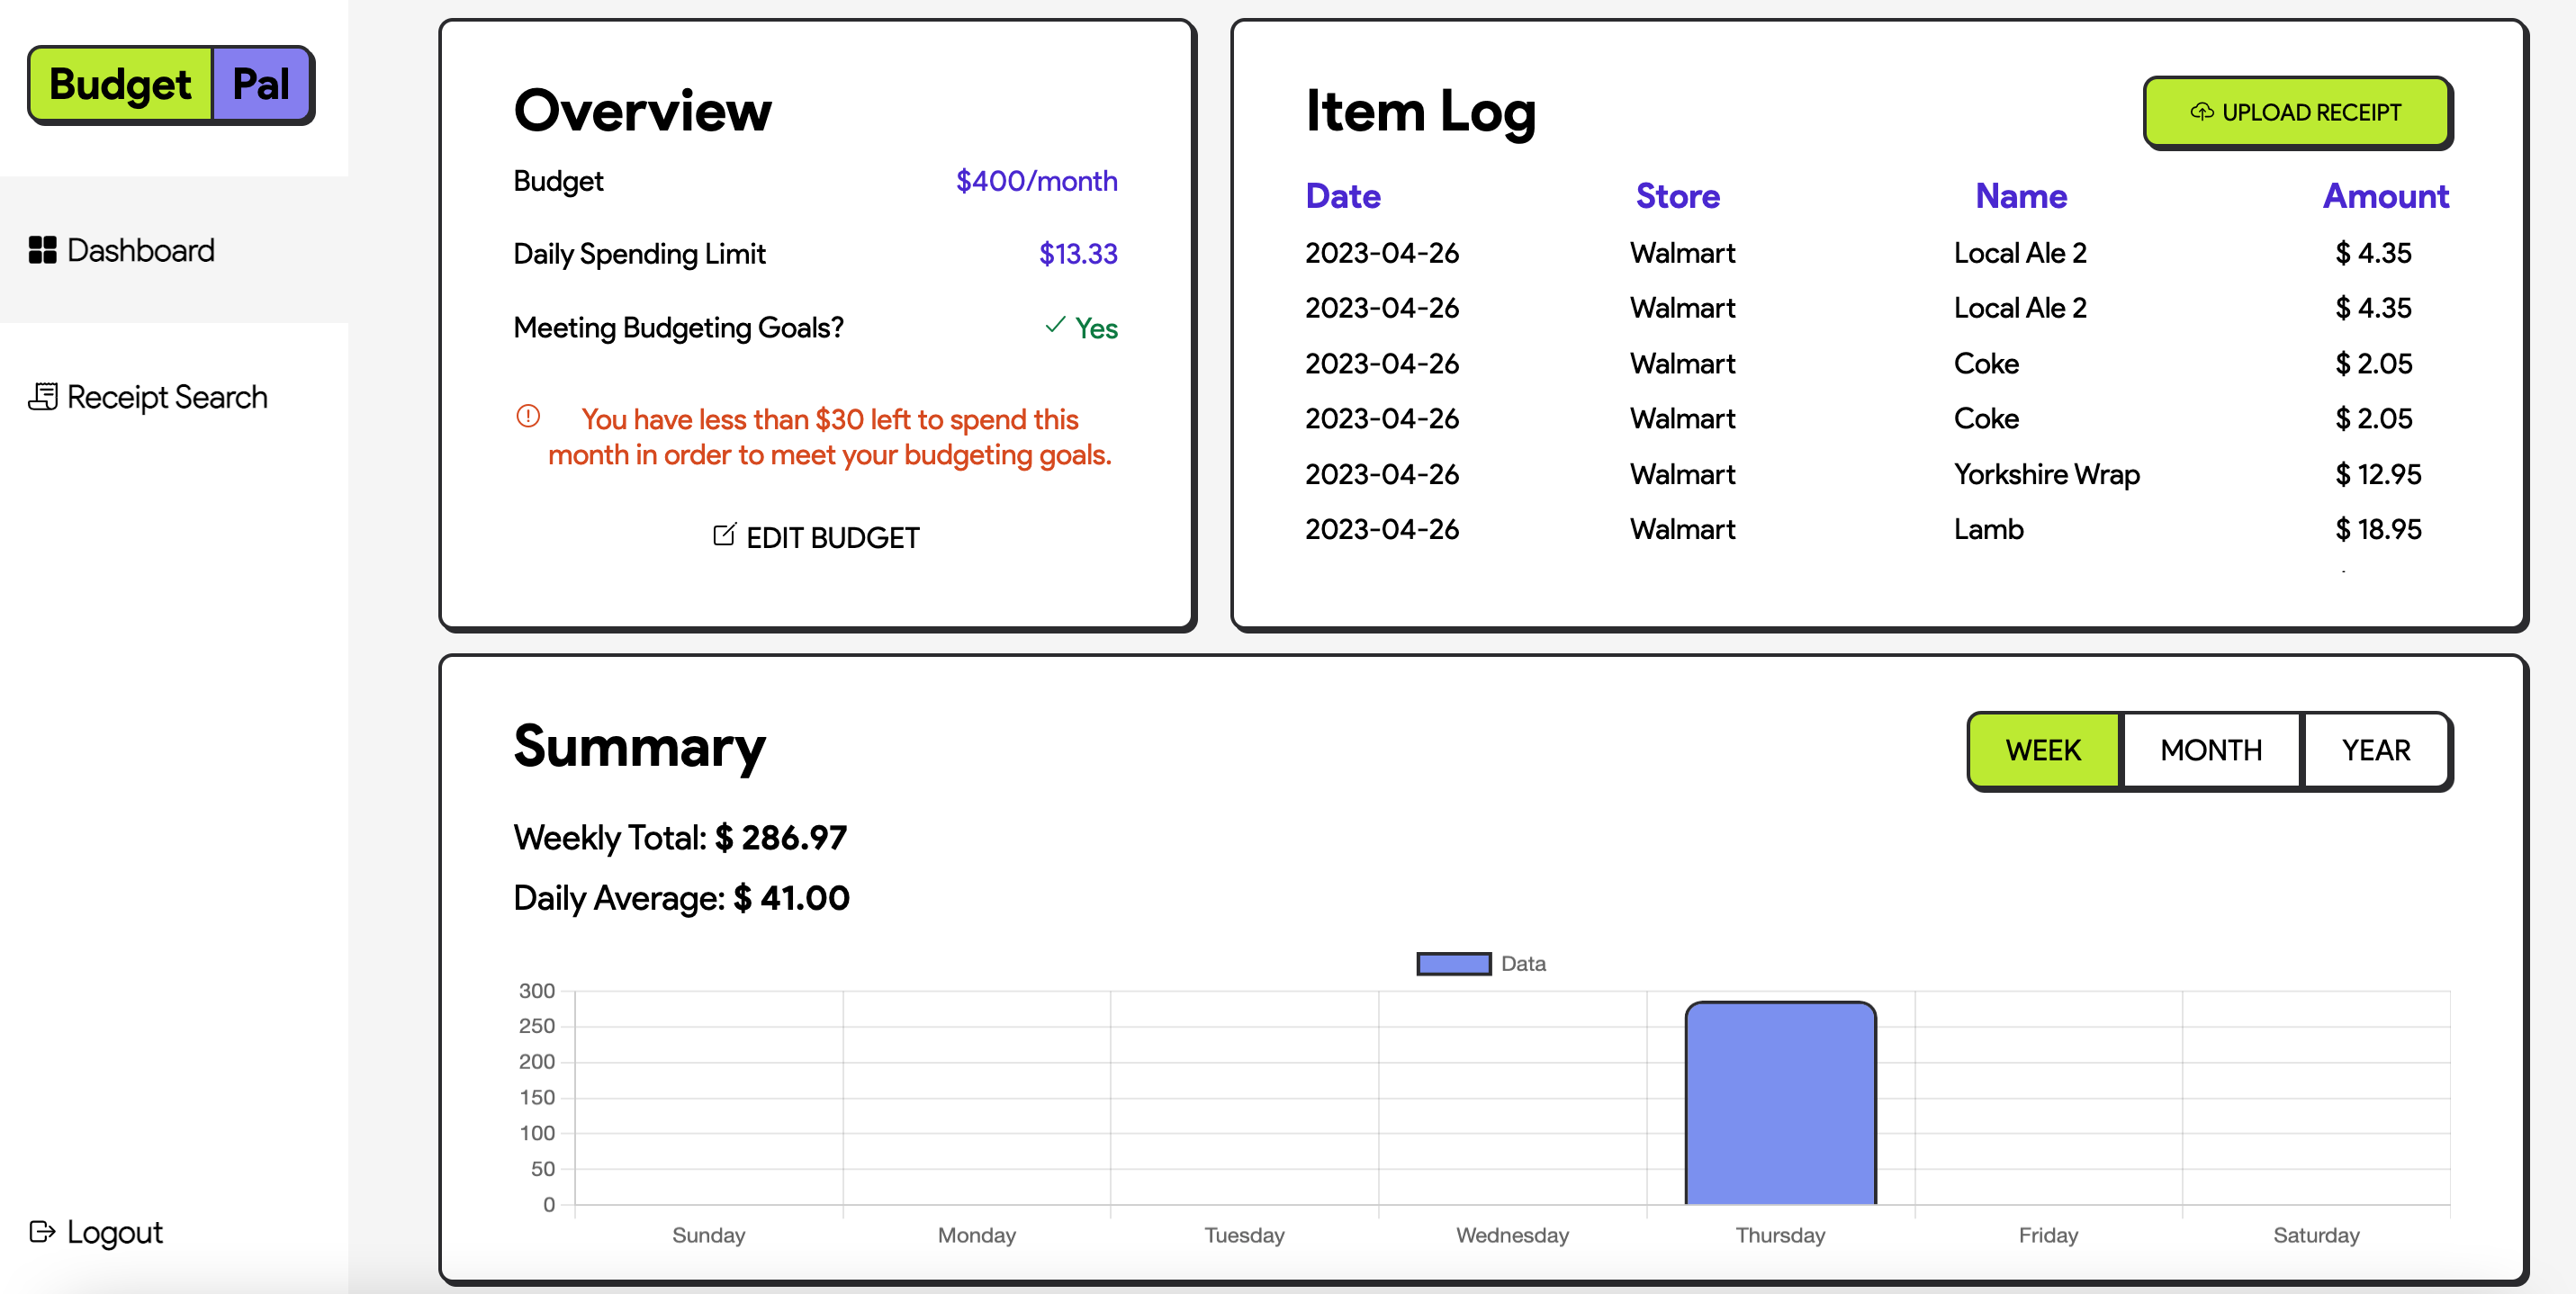 Budget Pal
Dashboard
Receipt Search
Logout
Overview
Budget $400/month
Daily Spending Limit $13.33
Meeting Budgeting Goals? Yes
You have less than $30 left to spend this
month in order to meet your budgeting goals.
EDIT BUDGET
Item Log
UPLOAD RECEIPT
Date Store Name Amount
2023-04-26 Walmart Local Ale 2 $ 4.35
2023-04-26 Walmart Local Ale 2 $ 4.35
2023-04-26 Walmart Coke $ 2.05
2023-04-26 Walmart Coke $ 2.05
2023-04-26 Walmart Yorkshire Wrap $ 12.95
2023-04-26 Walmart Lamb $ 18.95
Summary
WEEK MONTH YEAR
Weekly Total: $ 286.97
Daily Average: $ 41.00
Data
300
250
200
150
100
50
0
Sunday Monday Tuesday Wednesday Thursday Friday Saturday